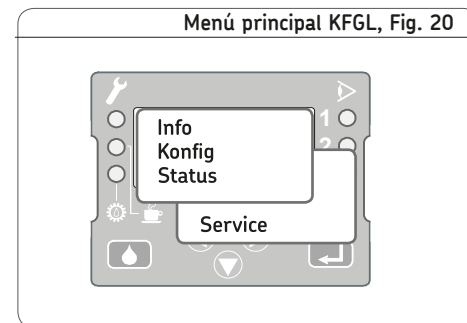 Menú principal KFGL, Fig. 20
1
Info
Konfig
2
Status
Service